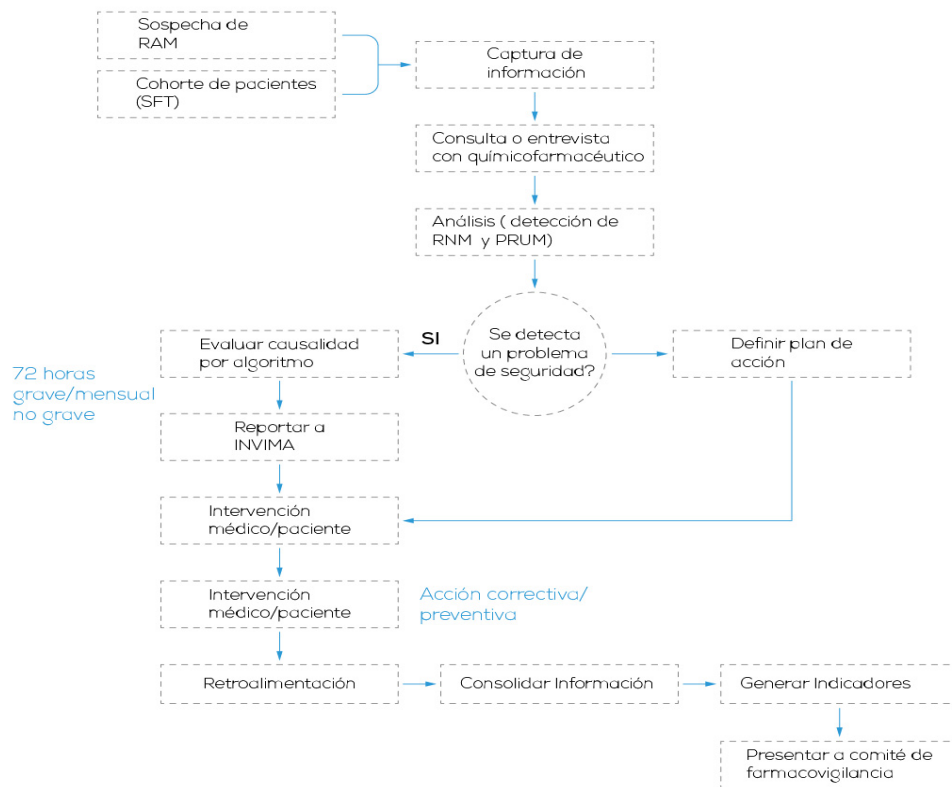 Sospecha de
RAM
Cohorte de pacientes
(SFT)
Captura de
información
Consulta o entrevista
con químicofarmacéutico
Análisis ( detección de
RNM y PRUM)
Se detecta
un problema
de seguridad?
SI
Evaluar causalidad
por algoritmo
Definir plan de
acción
72 horas
grave/mensual
no grave
Reportar a
INVIMA
Intervención
médico/paciente
Intervención
médico/paciente
Acción correctiva/
preventiva
Retroalimentación
Consolidar Información
Generar Indicadores
Presentar a comité de
farmacovigilancia